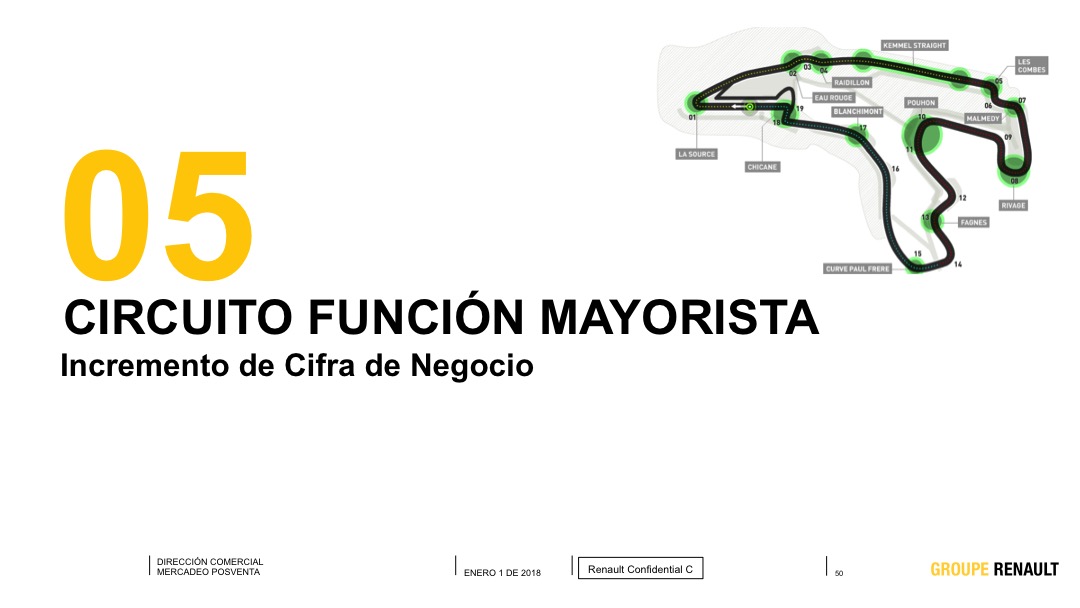 KEMMEL STRAIGHT
LES
COMBES
02
03
04
05
RAIDILLON
EAU ROUGE
POUHON
06
07
01
19
18
BLANCHIMONT
17
10
MALMEDY
09
11
LA SOURCE
CHICANE
16
08
12
RIVAGE
13
FAGNES
15
14
CURVE PAUL FRERE
05
CIRCUITO FUNCIÓN MAYORISTA
Incremento de Cifra de Negocio
DIRECCIÓN COMERCIAL
MERCADEO POSVENTA
ENERO 1 DE 2018
Renault Confidential C
50
GROUPE RENAULT